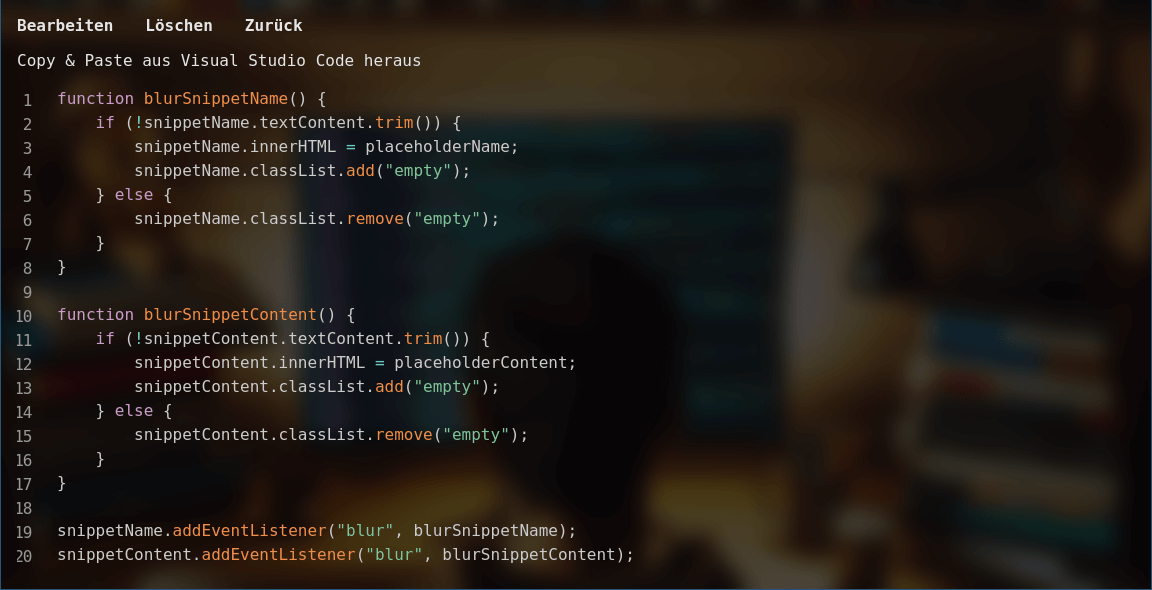 Bearbeiten Löschen Zurück
Copy & Paste aus Visual Studio Code heraus
1 function blurSnippetName() {
2     if (!snippetName.textContent.trim()) {
3         snippetName.innerHTML = placeholderName;
4         snippetName.classList.add("empty");
5     } else {
6         snippetName.classList.remove("empty");
7     }
8 }
9
10 function blurSnippetContent() {
11     if (!snippetContent.textContent.trim()) {
12         snippetContent.innerHTML = placeholderContent;
13         snippetContent.classList.add("empty");
14     } else {
15         snippetContent.classList.remove("empty");
16     }
17 }
18
19 snippetName.addEventListener("blur", blurSnippetName);
20 snippetContent.addEventListener("blur", blurSnippetContent);